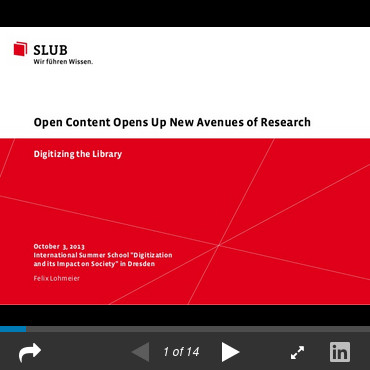 SLUB
Wir führen Wissen.
Open Content Opens Up New Avenues of Research
Digitizing the Library
October 3, 2013
International Summer School "Digitization
and its Impact on Society" in Dresden
Felix Lohmeier
1 of 14
in